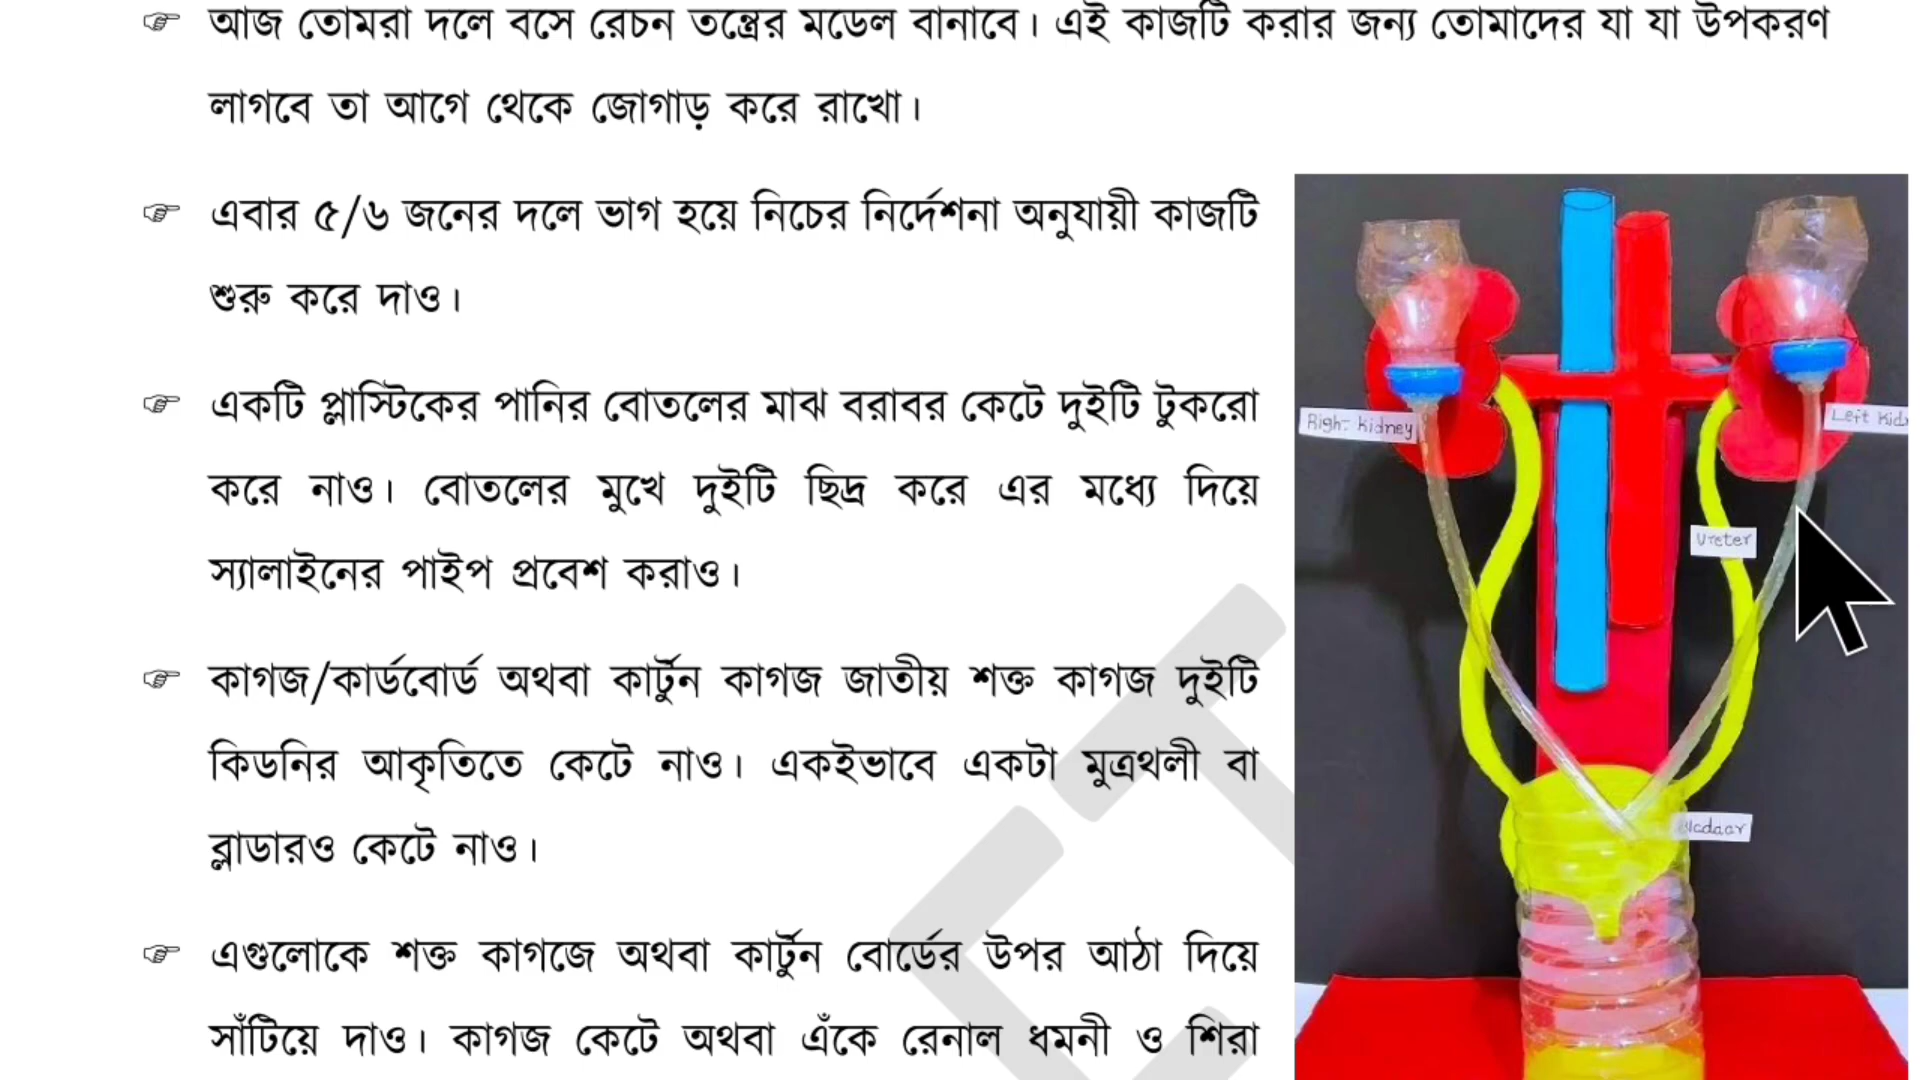 ☞ আজ তোমরা দলে বসে রেচন তন্ত্রের মডেল বানাবে। এই কাজটি করার জন্য তোমাদের যা যা উপকরণ
লাগবে তা আগে থেকে জোগাড় করে রাখো।
☞ এবার ৫/৬ জনের দলে ভাগ হয়ে নিচের নির্দেশনা অনুযায়ী কাজটি
শুরু করে দাও।
☞ একটি প্লাস্টিকের পানির বোতলের মাঝ বরাবর কেটে দুইটি টুকরো
করে নাও। বোতলের মুখে দুইটি ছিদ্র করে এর মধ্যে দিয়ে
স্যালাইনের পাইপ প্রবেশ করাও।
☞ কাগজ/কার্ডবোর্ড অথবা কার্টুন কাগজ জাতীয় শক্ত কাগজ দুইটি
কিডনির আকৃতিতে কেটে নাও। একইভাবে একটা মুত্রথলী বা
ব্লাডারও কেটে নাও।
☞ এগুলোকে শক্ত কাগজে অথবা কার্টুন বোর্ডের উপর আঠা দিয়ে
সাঁটিয়ে দাও। কাগজ কেটে অথবা এঁকে রেনাল ধমনী ও শিরা
Right kidney
Left Kid
Ureter